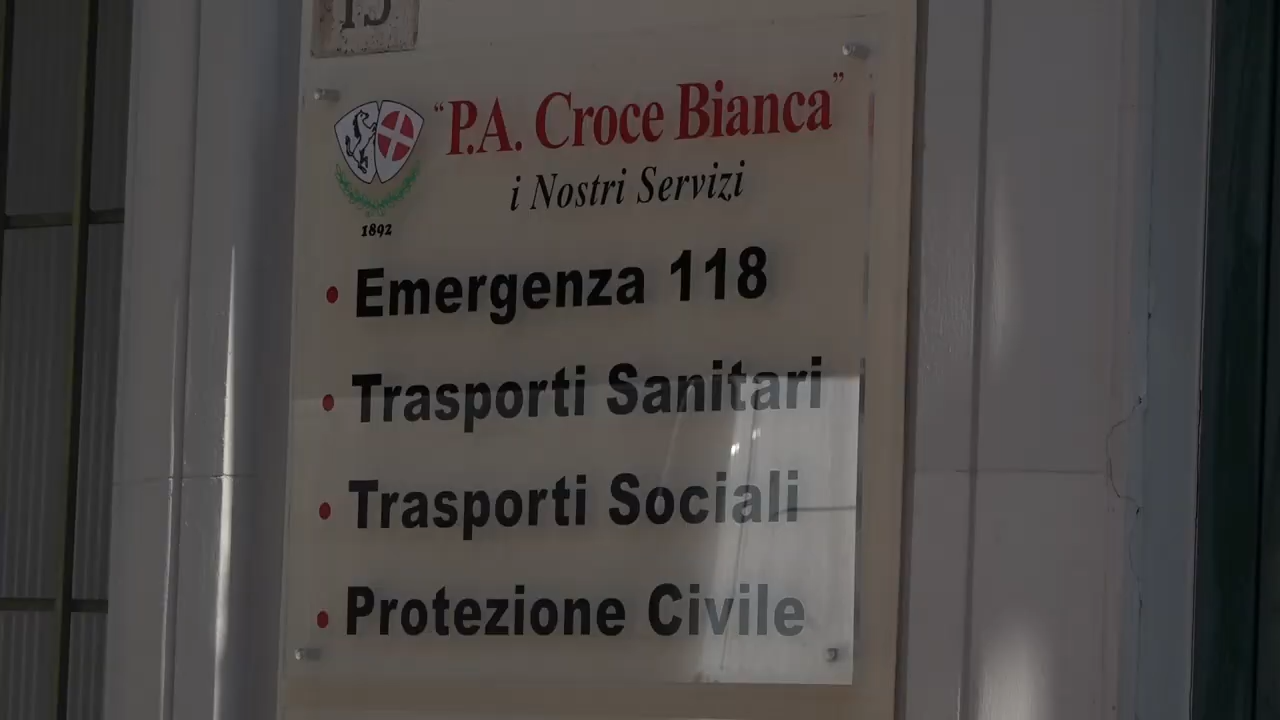 "P.A. Croce Bianca"
i Nostri Servizi
1892
• Emergenza 118
• Trasporti Sanitari
• Trasporti Sociali
• Protezione Civile